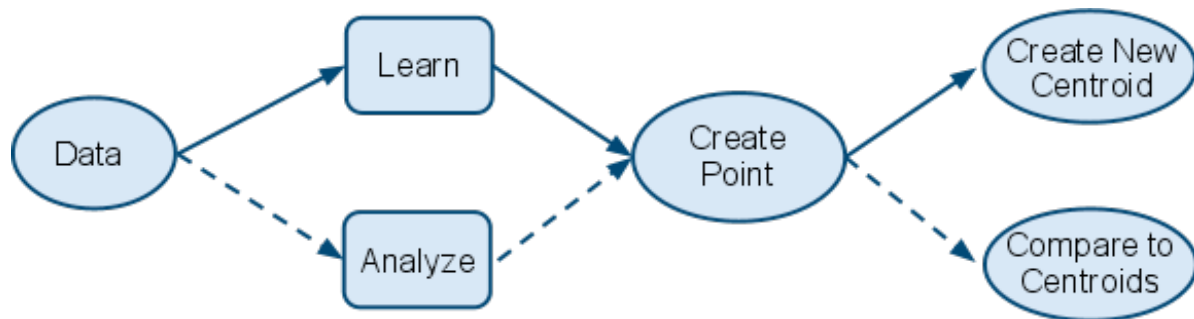 Data
Learn
Analyze
Create
Point
Create New
Centroid
Compare to
Centroids